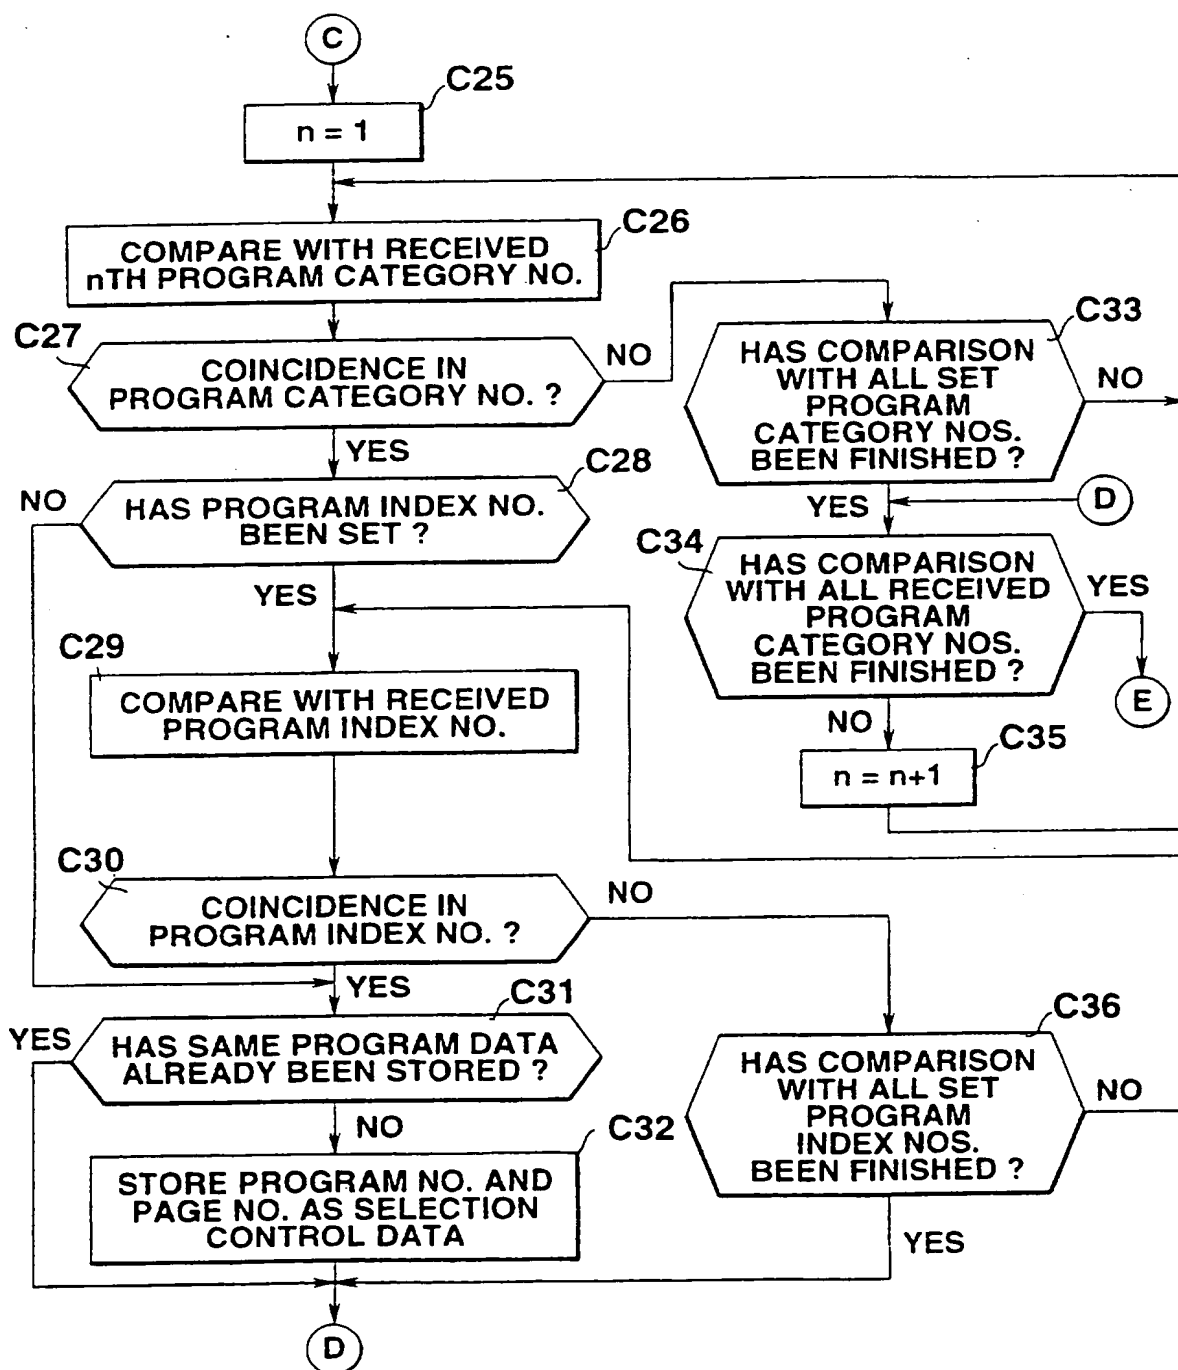 C
C25
n = 1
C26
COMPARE WITH RECEIVED
nTH PROGRAM CATEGORY NO.
C27
COINCIDENCE IN
PROGRAM CATEGORY NO. ?
NO
YES
C33
HAS COMPARISON
WITH ALL SET
PROGRAM
CATEGORY NOS.
BEEN FINISHED ?
NO
YES
D
C28
HAS PROGRAM INDEX NO.
BEEN SET ?
NO
YES
C34
HAS COMPARISON
WITH ALL RECEIVED
PROGRAM
CATEGORY NOS.
BEEN FINISHED ?
YES
E
NO
C35
n = n+1
C29
COMPARE WITH RECEIVED
PROGRAM INDEX NO.
C30
COINCIDENCE IN
PROGRAM INDEX NO. ?
NO
YES
C31
HAS SAME PROGRAM DATA
ALREADY BEEN STORED ?
YES
NO
C32
STORE PROGRAM NO. AND
PAGE NO. AS SELECTION
CONTROL DATA
C36
HAS COMPARISON
WITH ALL SET
PROGRAM
INDEX NOS.
BEEN FINISHED ?
NO
YES
D